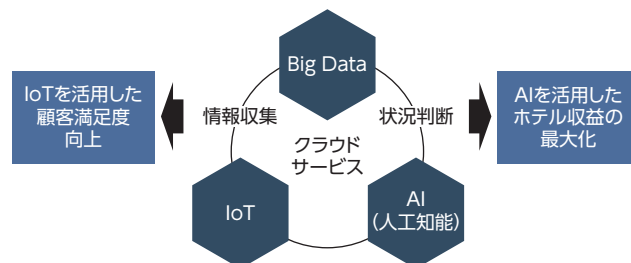 Big Data
IoTを活用した
顧客満足度
向上
情報収集
状況判断
AIを活用した
ホテル収益の
最大化
クラウド
サービス
IoT
AI
(人工知能)